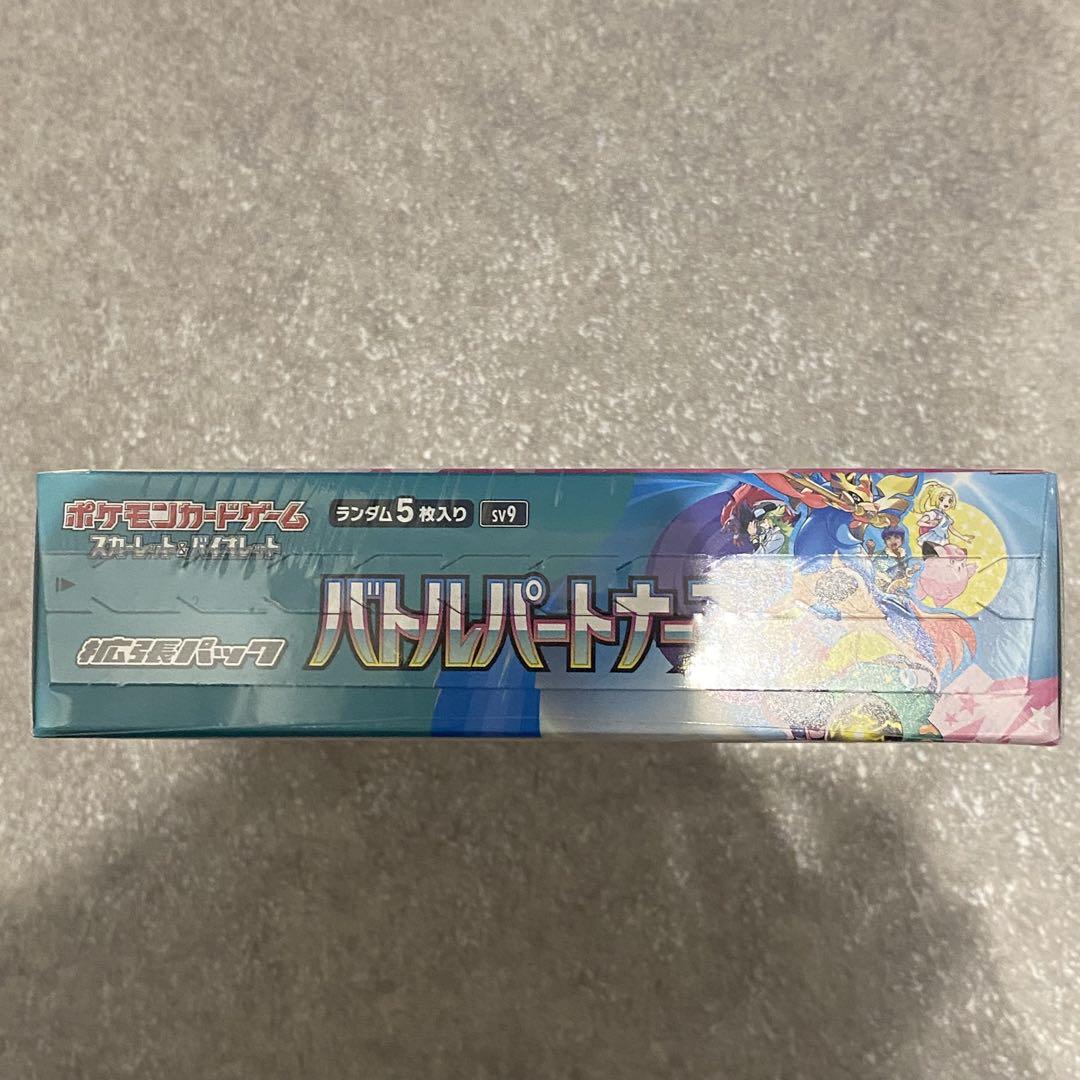 ポケモンカードゲーム
スカーレット&バイオレット
ランダム5枚入り
SV9
拡張パック
バトルパートナー